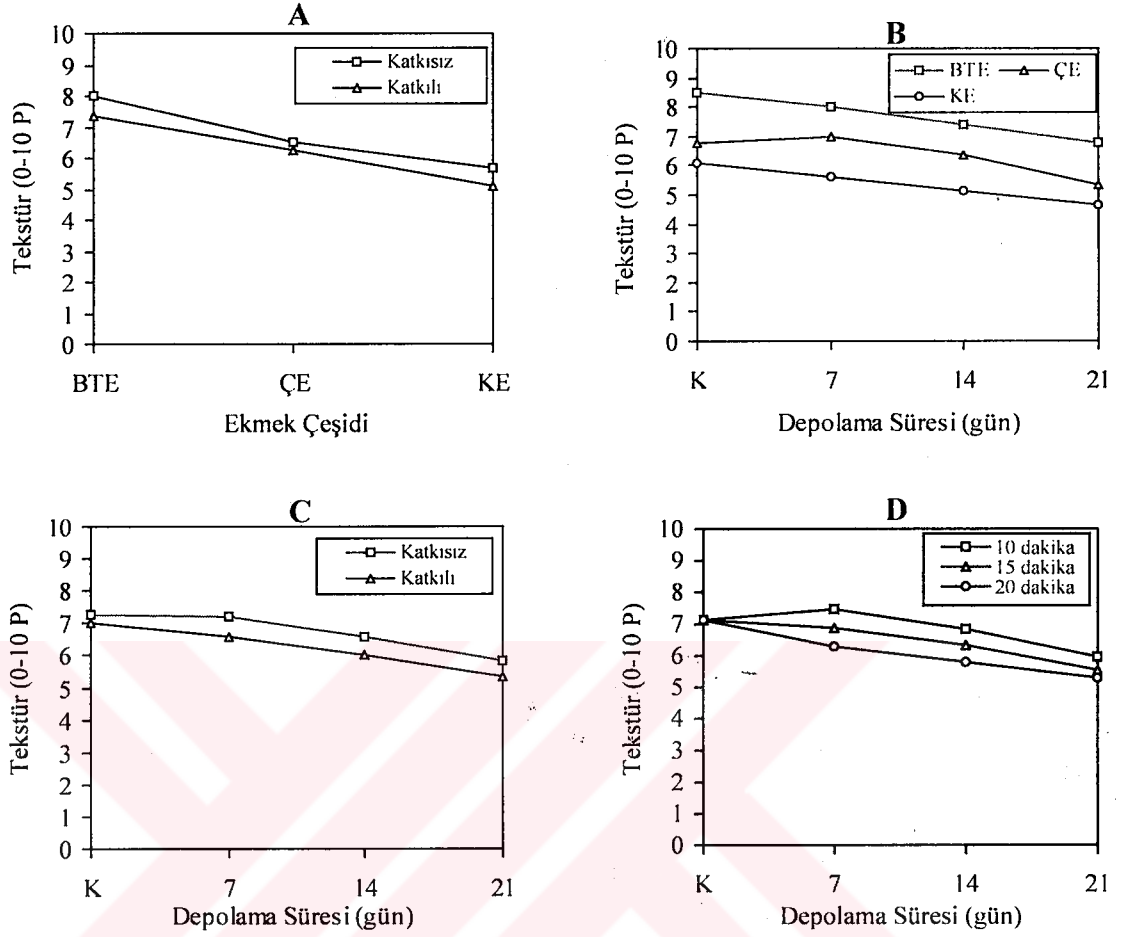 A
Katkısız
Katkılı
10
9
8
7
6
5
4
3
2
1
0
Tekstür (0-10 P)
BTE ÇE KE
Ekmek Çeşidi
B
BTE ÇE
KE
10
9
8
7
6
5
4
3
2
1
0
Tekstür (0-10 P)
K 7 14 21
Depolama Süresi (gün)
C
Katkısız
Katkılı
10
9
8
7
6
5
4
3
2
1
0
Tekstür (0-10 P)
K 7 14 21
Depolama Süresi (gün)
D
10 dakika
15 dakika
20 dakika
10
9
8
7
6
5
4
3
2
1
0
Tekstür (0-10 P)
K 7 14 21
Depolama Süresi (gün)